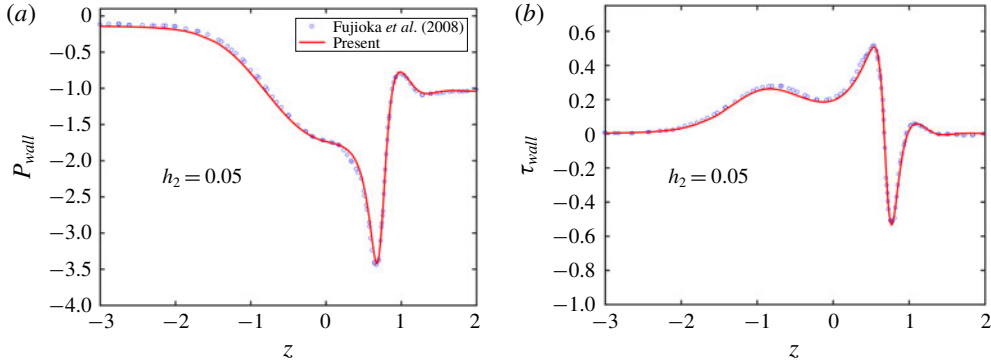 (a)
0
−0.5
−1.0
−1.5
−2.0
−2.5
−3.0
−3.5
−4.0
P_wall
Fujioka et al. (2008)
Present
h₂ = 0.05
−3 −2 −1 0 1 2
z
(b)
0.6
0.4
0.2
0
−0.2
−0.4
−0.6
−0.8
−1.0
τ_wall
h₂ = 0.05
−3 −2 −1 0 1 2
z